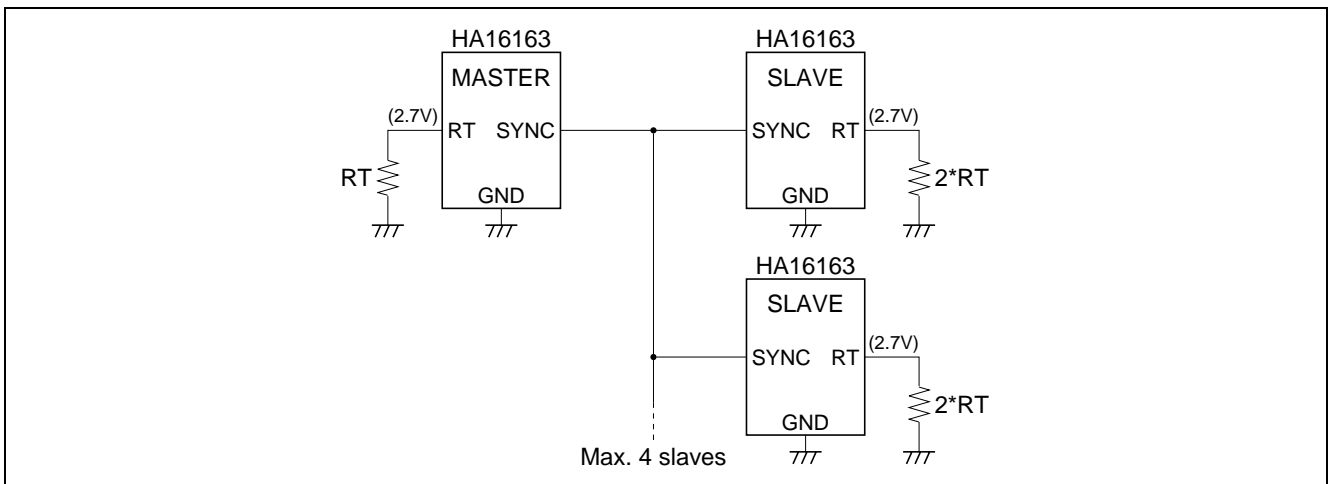 HA16163
MASTER
(2.7V)
RT SYNC
RT
GND
HA16163
SLAVE
(2.7V)
SYNC RT
2*RT
GND
HA16163
SLAVE
(2.7V)
SYNC RT
2*RT
GND
Max. 4 slaves